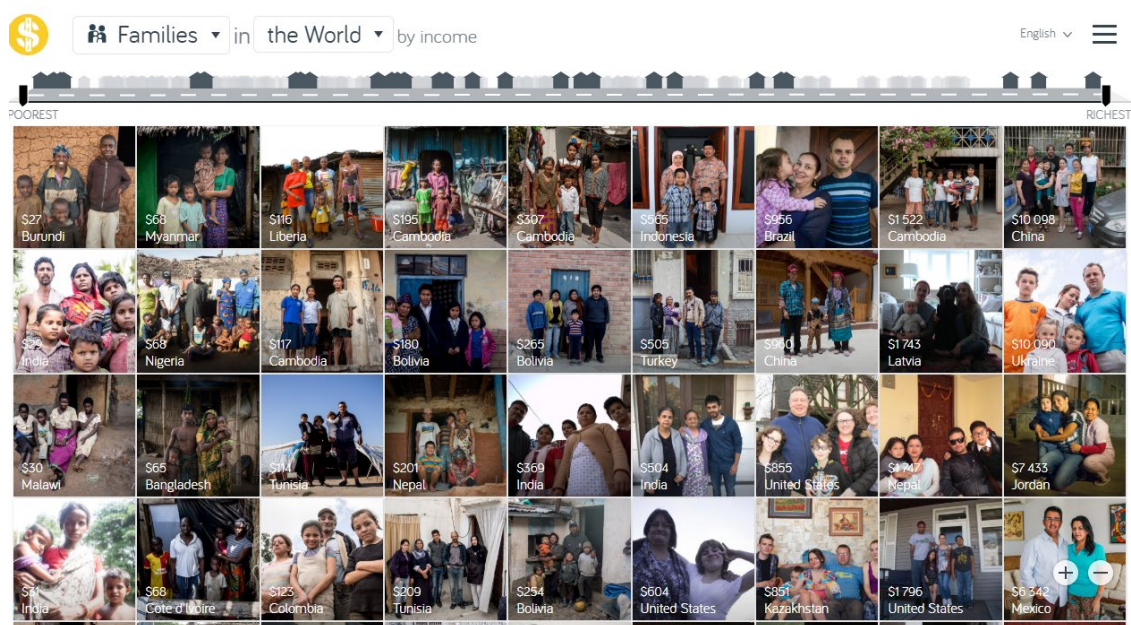 $
Families in the World by income
English
POOREST
RICHEST
$27
Burundi
$68
Myanmar
$116
Liberia
$195
Cambodia
$307
Cambodia
$565
Indonesia
$956
Brazil
$1 522
Cambodia
$10 098
China
$29
India
$68
Nigeria
$117
Cambodia
$180
Bolivia
$265
Bolivia
$505
Turkey
$960
China
$1 743
Latvia
$10 090
Ukraine
$30
Malawi
$65
Bangladesh
$114
Tunisia
$201
Nepal
$369
India
$504
India
$855
United States
$1 747
Nepal
$7 433
Jordan
$31
India
$68
Cote d'Ivoire
$123
Colombia
$209
Tunisia
$254
Bolivia
$604
United States
$851
Kazakhstan
$1 796
United States
$6 342
Mexico